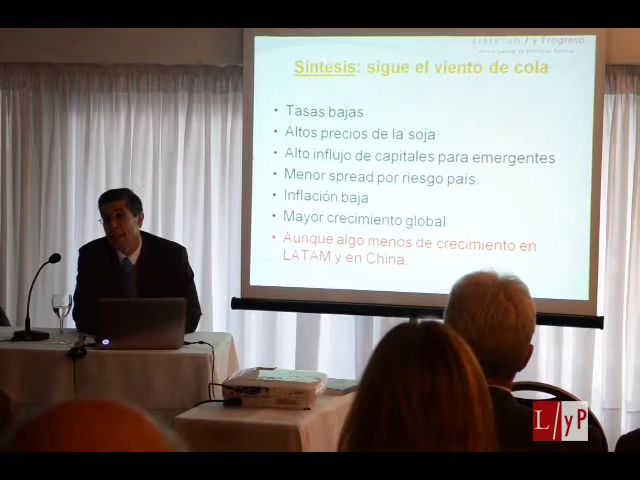 LIBERTAD / y Progreso
Síntesis: sigue el viento de cola
• Tasas bajas
• Altos precios de la soja
• Alto influjo de capitales para emergentes
• Menor spread por riesgo país.
• Inflación baja
• Mayor crecimiento global
• Aunque algo menos de crecimiento en
LATAM y en China.
L/yP